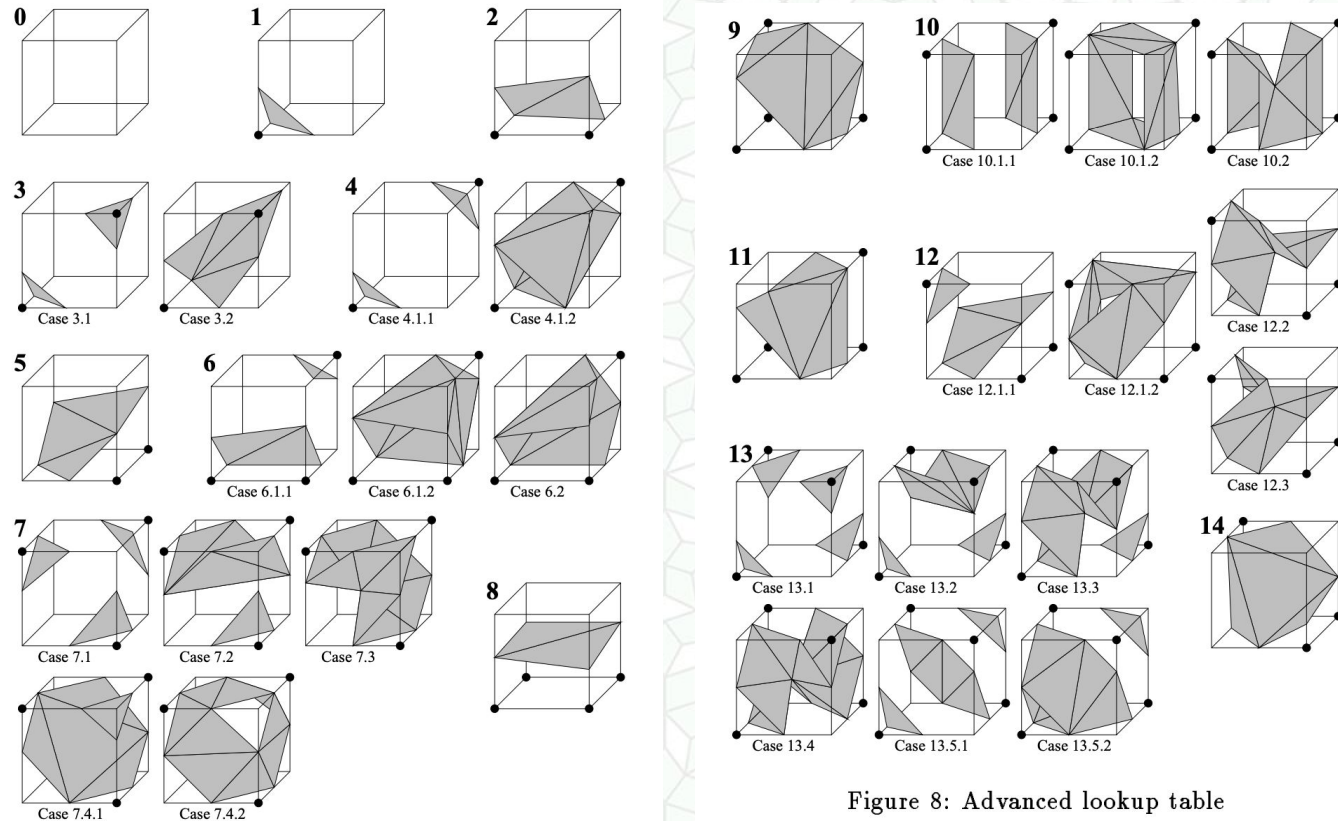 0
1
2
3
Case 3.1
Case 3.2
4
Case 4.1.1
Case 4.1.2
5
6
Case 6.1.1
Case 6.1.2
Case 6.2
7
Case 7.1
Case 7.2
Case 7.3
8
Case 7.4.1
Case 7.4.2
9
10
Case 10.1.1
Case 10.1.2
Case 10.2
11
12
Case 12.1.1
Case 12.1.2
Case 12.2
Case 12.3
13
Case 13.1
Case 13.2
Case 13.3
14
Case 13.4
Case 13.5.1
Case 13.5.2
Figure 8: Advanced lookup table